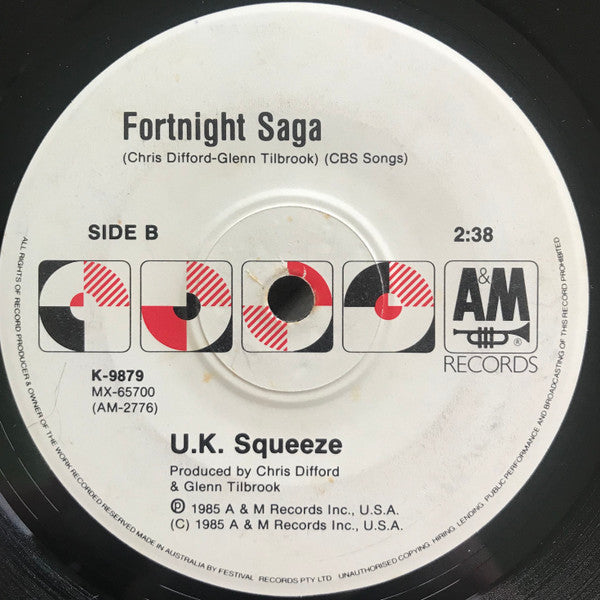 Fortnight Saga
(Chris Difford-Glenn Tilbrook) (CBS Songs)
SIDE B
2:38
A&M
®
RECORDS
K-9879
MX-65700
(AM-2776)
U.K. Squeeze
Produced by Chris Difford
& Glenn Tilbrook
℗ 1985 A & M Records Inc., U.S.A.
(C) 1985 A & M Records Inc., U.S.A.
ALL RIGHTS OF RECORD PRODUCER & OWNER OF THE WORK RECORDED RESERVED MADE IN AUSTRALIA BY FESTIVAL RECORDS PTY LTD UNAUTHORISED COPYING, HIRING, LENDING, PUBLIC PERFORMANCE AND BROADCASTING OF THIS RECORD PROHIBITED